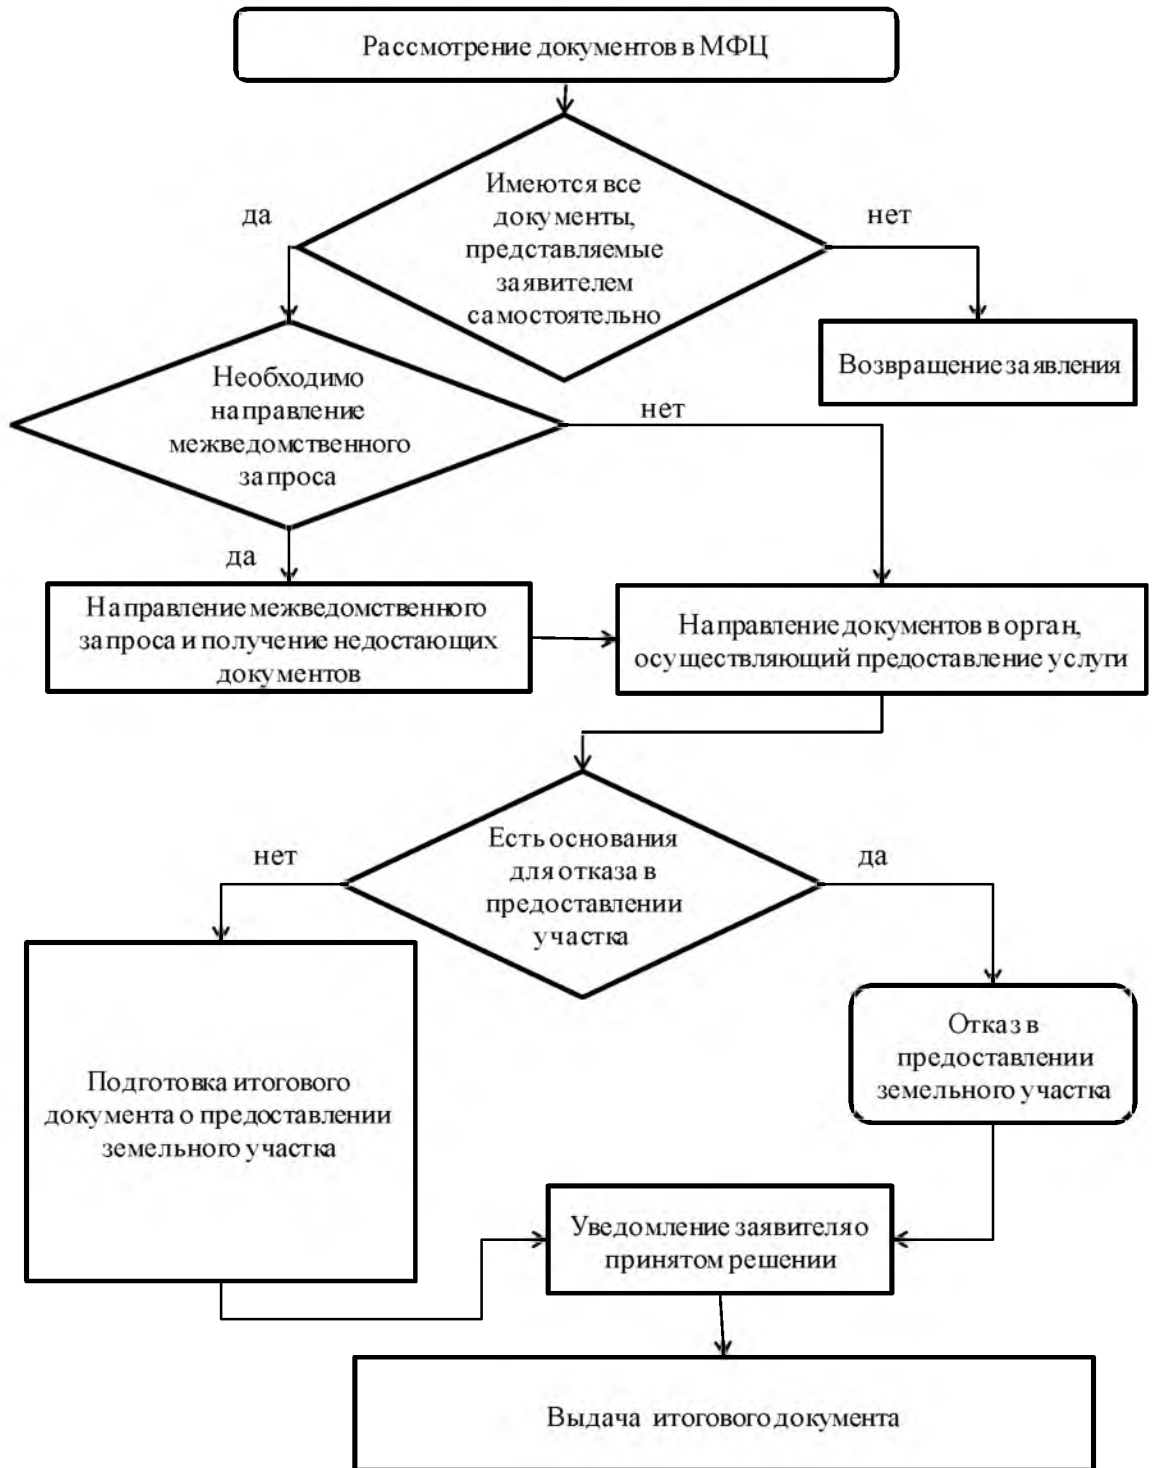 Рассмотрение документов в МФЦ
Имеются все
документы,
представляемые
заявителем
самостоятельно
да
нет
Возвращение заявления
Необходимо
направление
межведомственного
запроса
нет
да
Направление межведомственного
запроса и получение недостающих
документов
Направление документов в орган,
осуществляющий предоставление услуги
Есть основания
для отказа в
предоставлении
участка
нет
да
Подготовка итогового
документа о предоставлении
земельного участка
Отказ в
предоставлении
земельного участка
Уведомление заявителя о
принятом решении
Выдача итогового документа